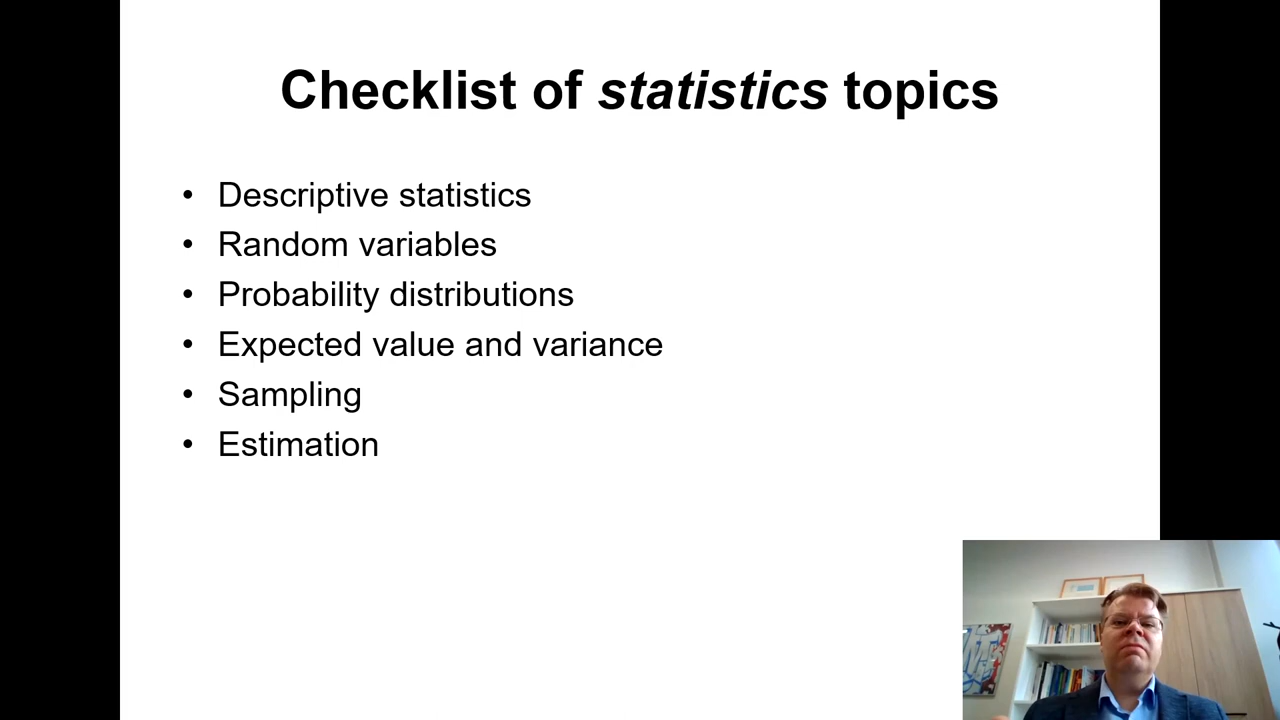 Checklist of statistics topics
• Descriptive statistics
• Random variables
• Probability distributions
• Expected value and variance
• Sampling
• Estimation